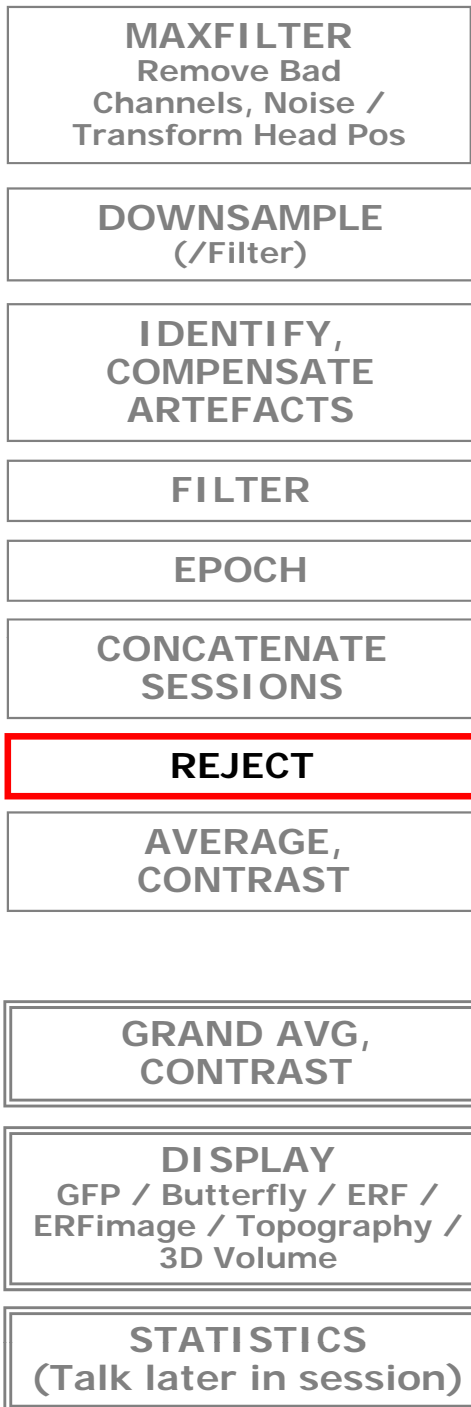 MAXFILTER
Remove Bad
Channels, Noise /
Transform Head Pos
DOWNSAMPLE
(/Filter)
IDENTIFY,
COMPENSATE
ARTEFACTS
FILTER
EPOCH
CONCATENATE
SESSIONS
REJECT
AVERAGE,
CONTRAST
GRAND AVG,
CONTRAST
DISPLAY
GFP / Butterfly / ERF /
ERFimage / Topography /
3D Volume
STATISTICS
(Talk later in session)